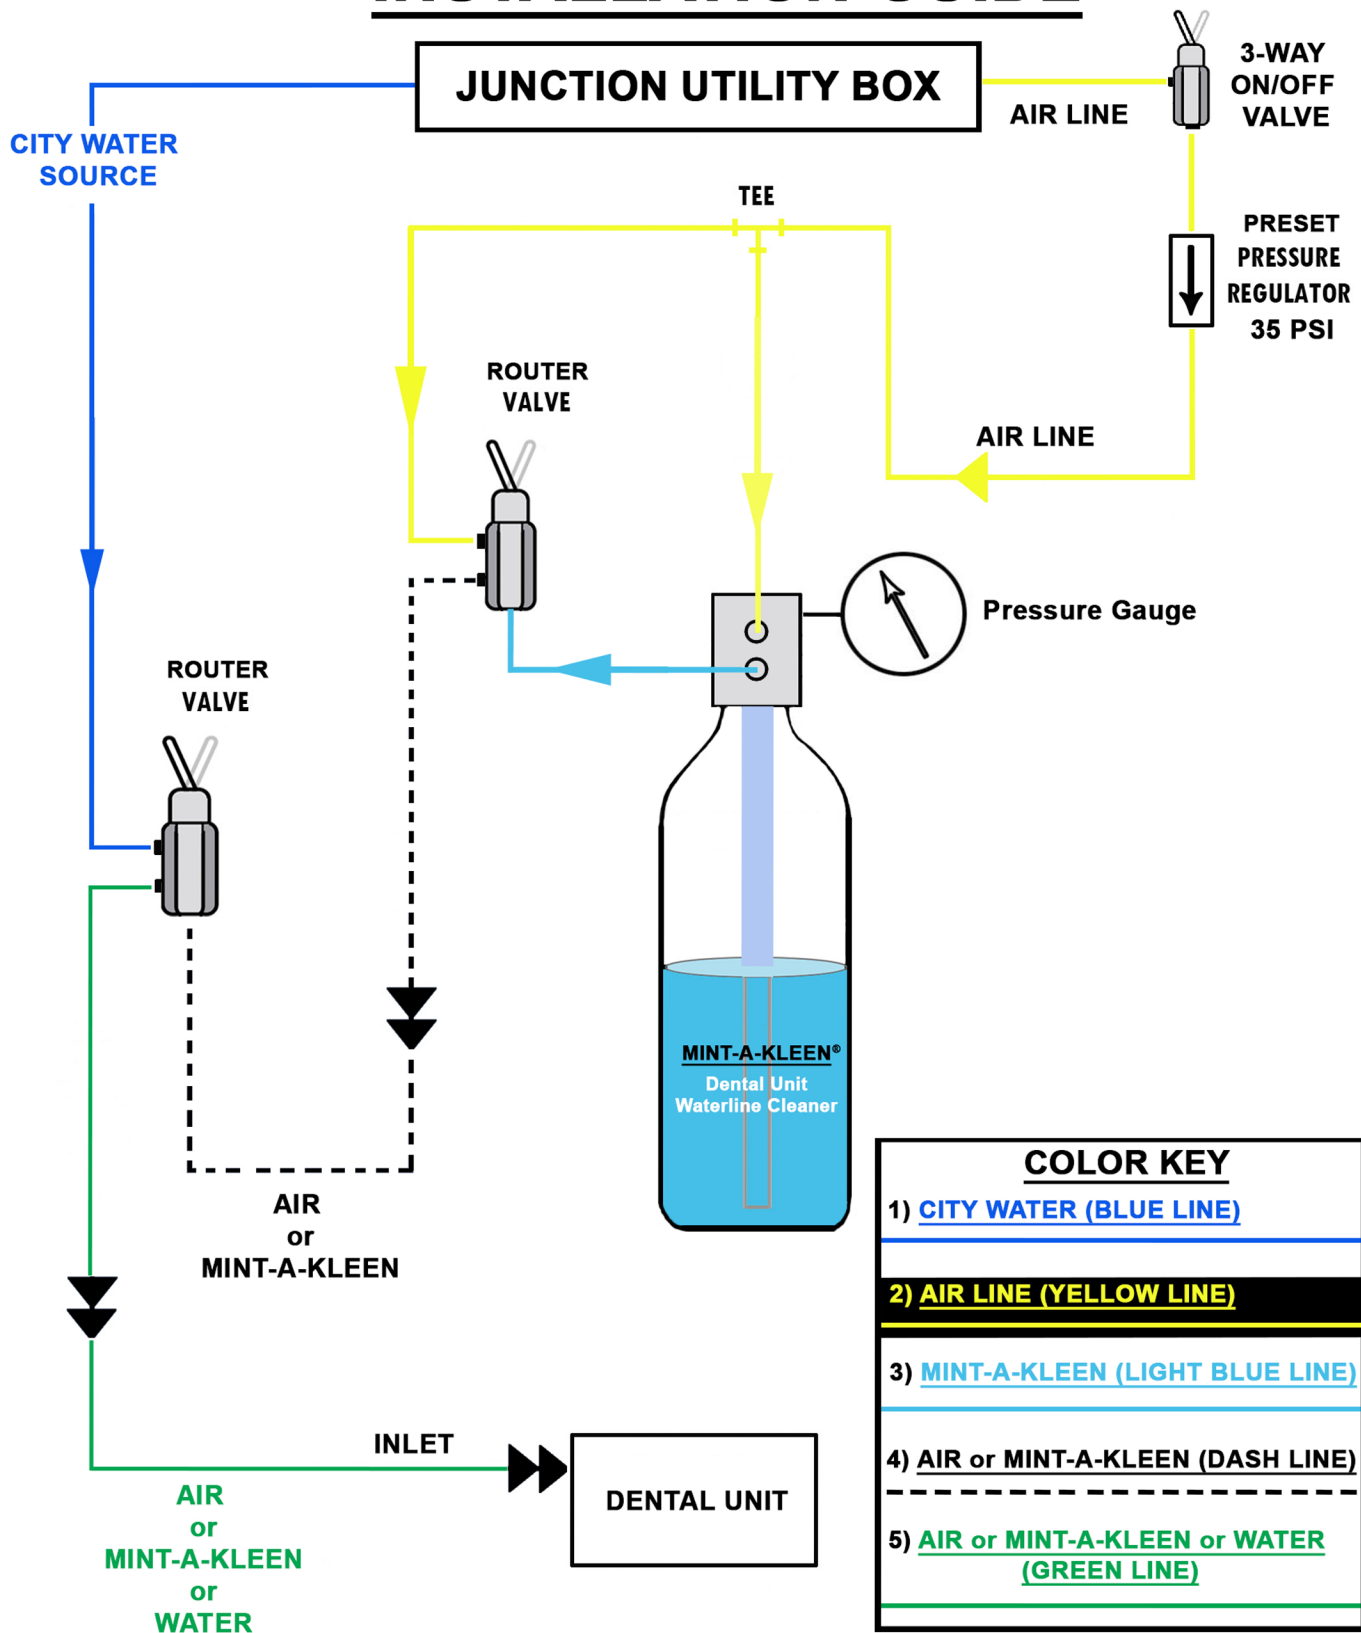 JUNCTION UTILITY BOX
3-WAY
ON/OFF
VALVE
AIR LINE
CITY WATER
SOURCE
TEE
PRESET
PRESSURE
REGULATOR
35 PSI
ROUTER
VALVE
AIR LINE
Pressure Gauge
ROUTER
VALVE
MINT-A-KLEEN®
Dental Unit
Waterline Cleaner
AIR
or
MINT-A-KLEEN
INLET
DENTAL UNIT
AIR
or
MINT-A-KLEEN
or
WATER
COLOR KEY
1) CITY WATER (BLUE LINE)
2) AIR LINE (YELLOW LINE)
3) MINT-A-KLEEN (LIGHT BLUE LINE)
4) AIR or MINT-A-KLEEN (DASH LINE)
5) AIR or MINT-A-KLEEN or WATER
(GREEN LINE)